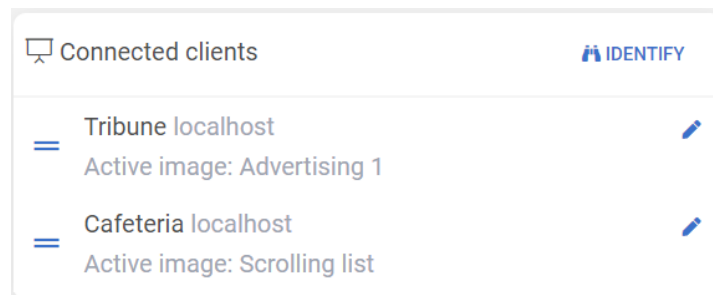 Connected clients
IDENTIFY
Tribune localhost
Active image: Advertising 1
Cafeteria localhost
Active image: Scrolling list